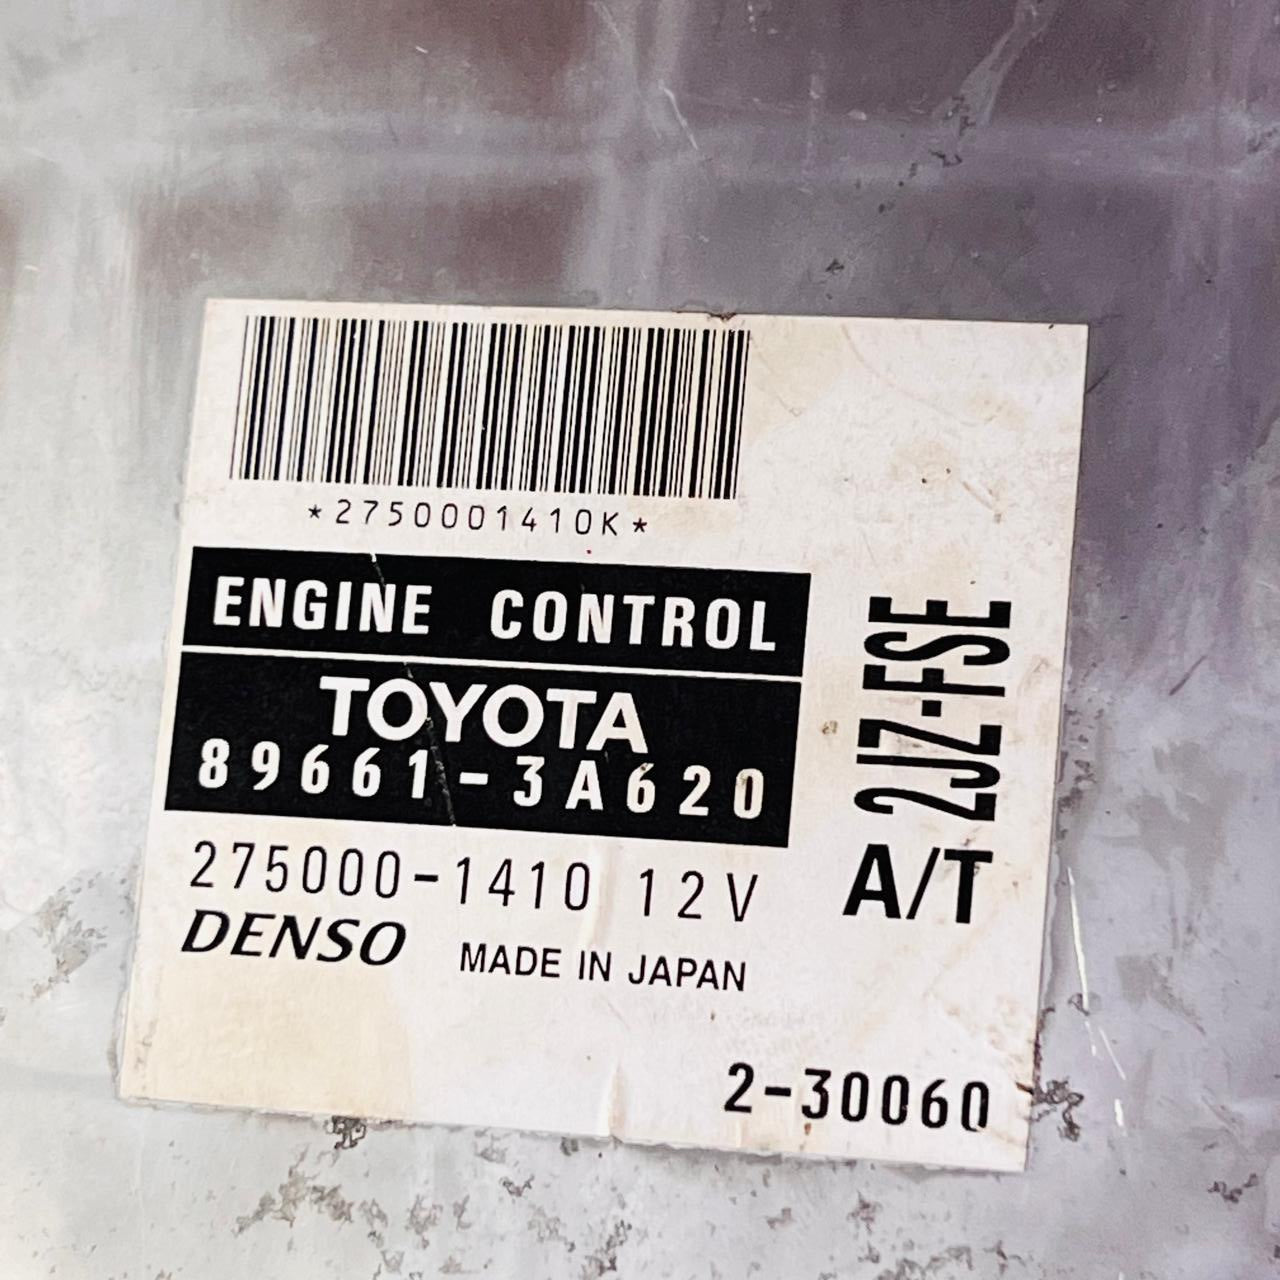 *2750001410K*
ENGINE CONTROL
TOYOTA
89661-3A620
275000-1410 12V
DENSO MADE IN JAPAN
2JZ-FSE
A/T
2-30060